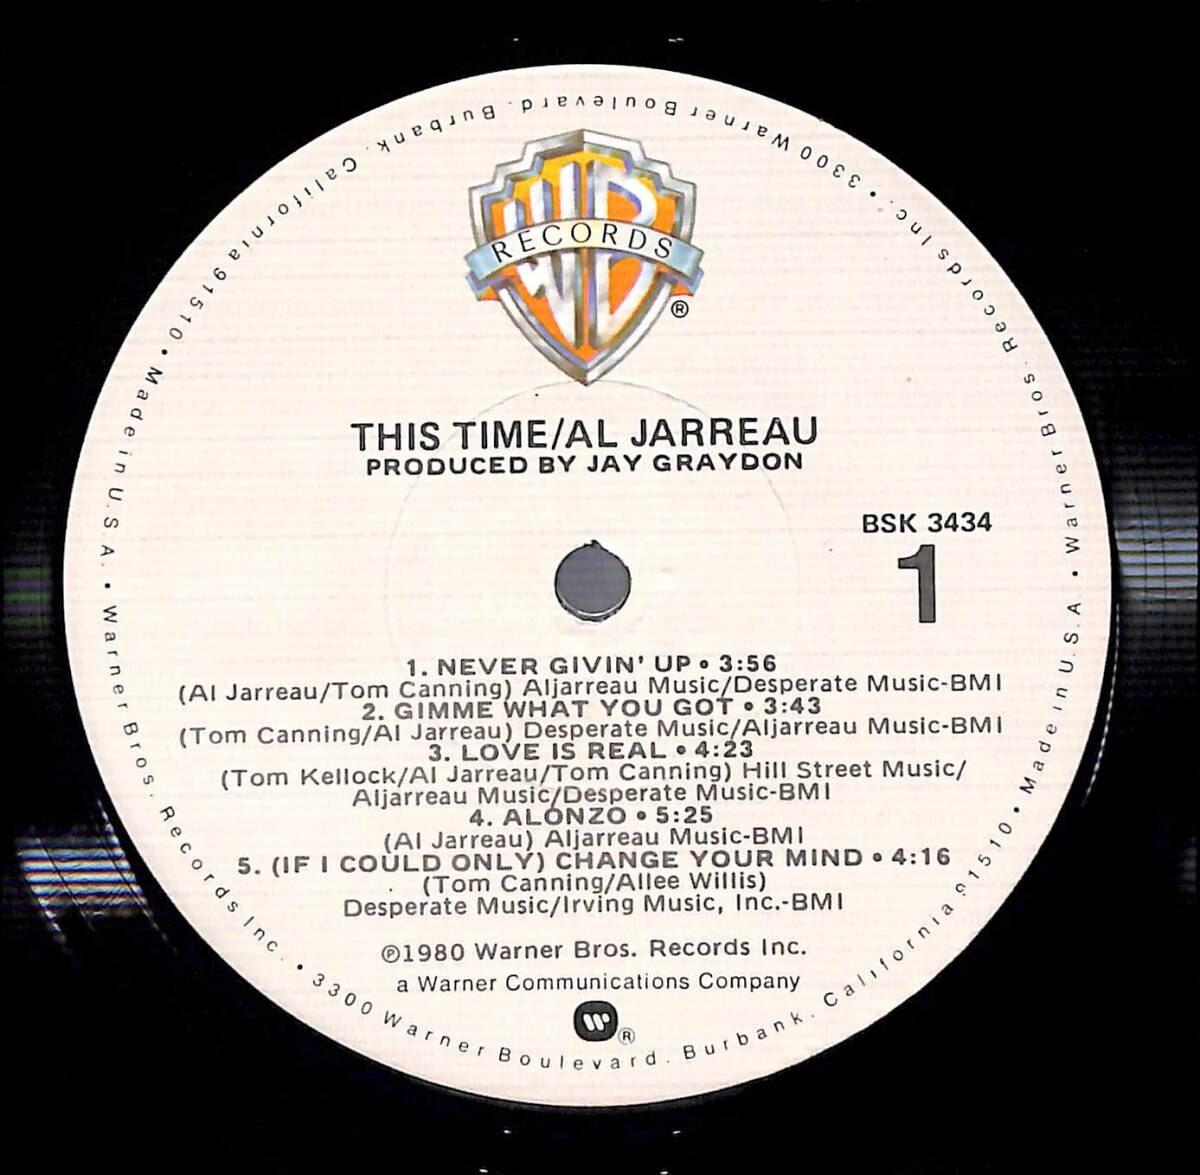 WB
RECORDS
®
THIS TIME/AL JARREAU
PRODUCED BY JAY GRAYDON
BSK 3434
1
1. NEVER GIVIN' UP • 3:56
(Al Jarreau/Tom Canning) Aljarreau Music/Desperate Music-BMI
2. GIMME WHAT YOU GOT • 3:43
(Tom Canning/Al Jarreau) Desperate Music/Aljarreau Music-BMI
3. LOVE IS REAL • 4:23
(Tom Kellock/Al Jarreau/Tom Canning) Hill Street Music/
Aljarreau Music/Desperate Music-BMI
4. ALONZO • 5:25
(Al Jarreau) Aljarreau Music-BMI
5. (IF I COULD ONLY) CHANGE YOUR MIND • 4:16
(Tom Canning/Allee Willis)
Desperate Music/Irving Music, Inc.-BMI
℗1980 Warner Bros. Records Inc.
a Warner Communications Company
W ®
Warner Bros. Records Inc. • 3300 Warner Boulevard. Burbank. California 91510 • Made in U.S.A. • Warner Bros. Records Inc. • 3300 Warner Boulevard. Burbank. California 91510 • Made in U.S.A. •